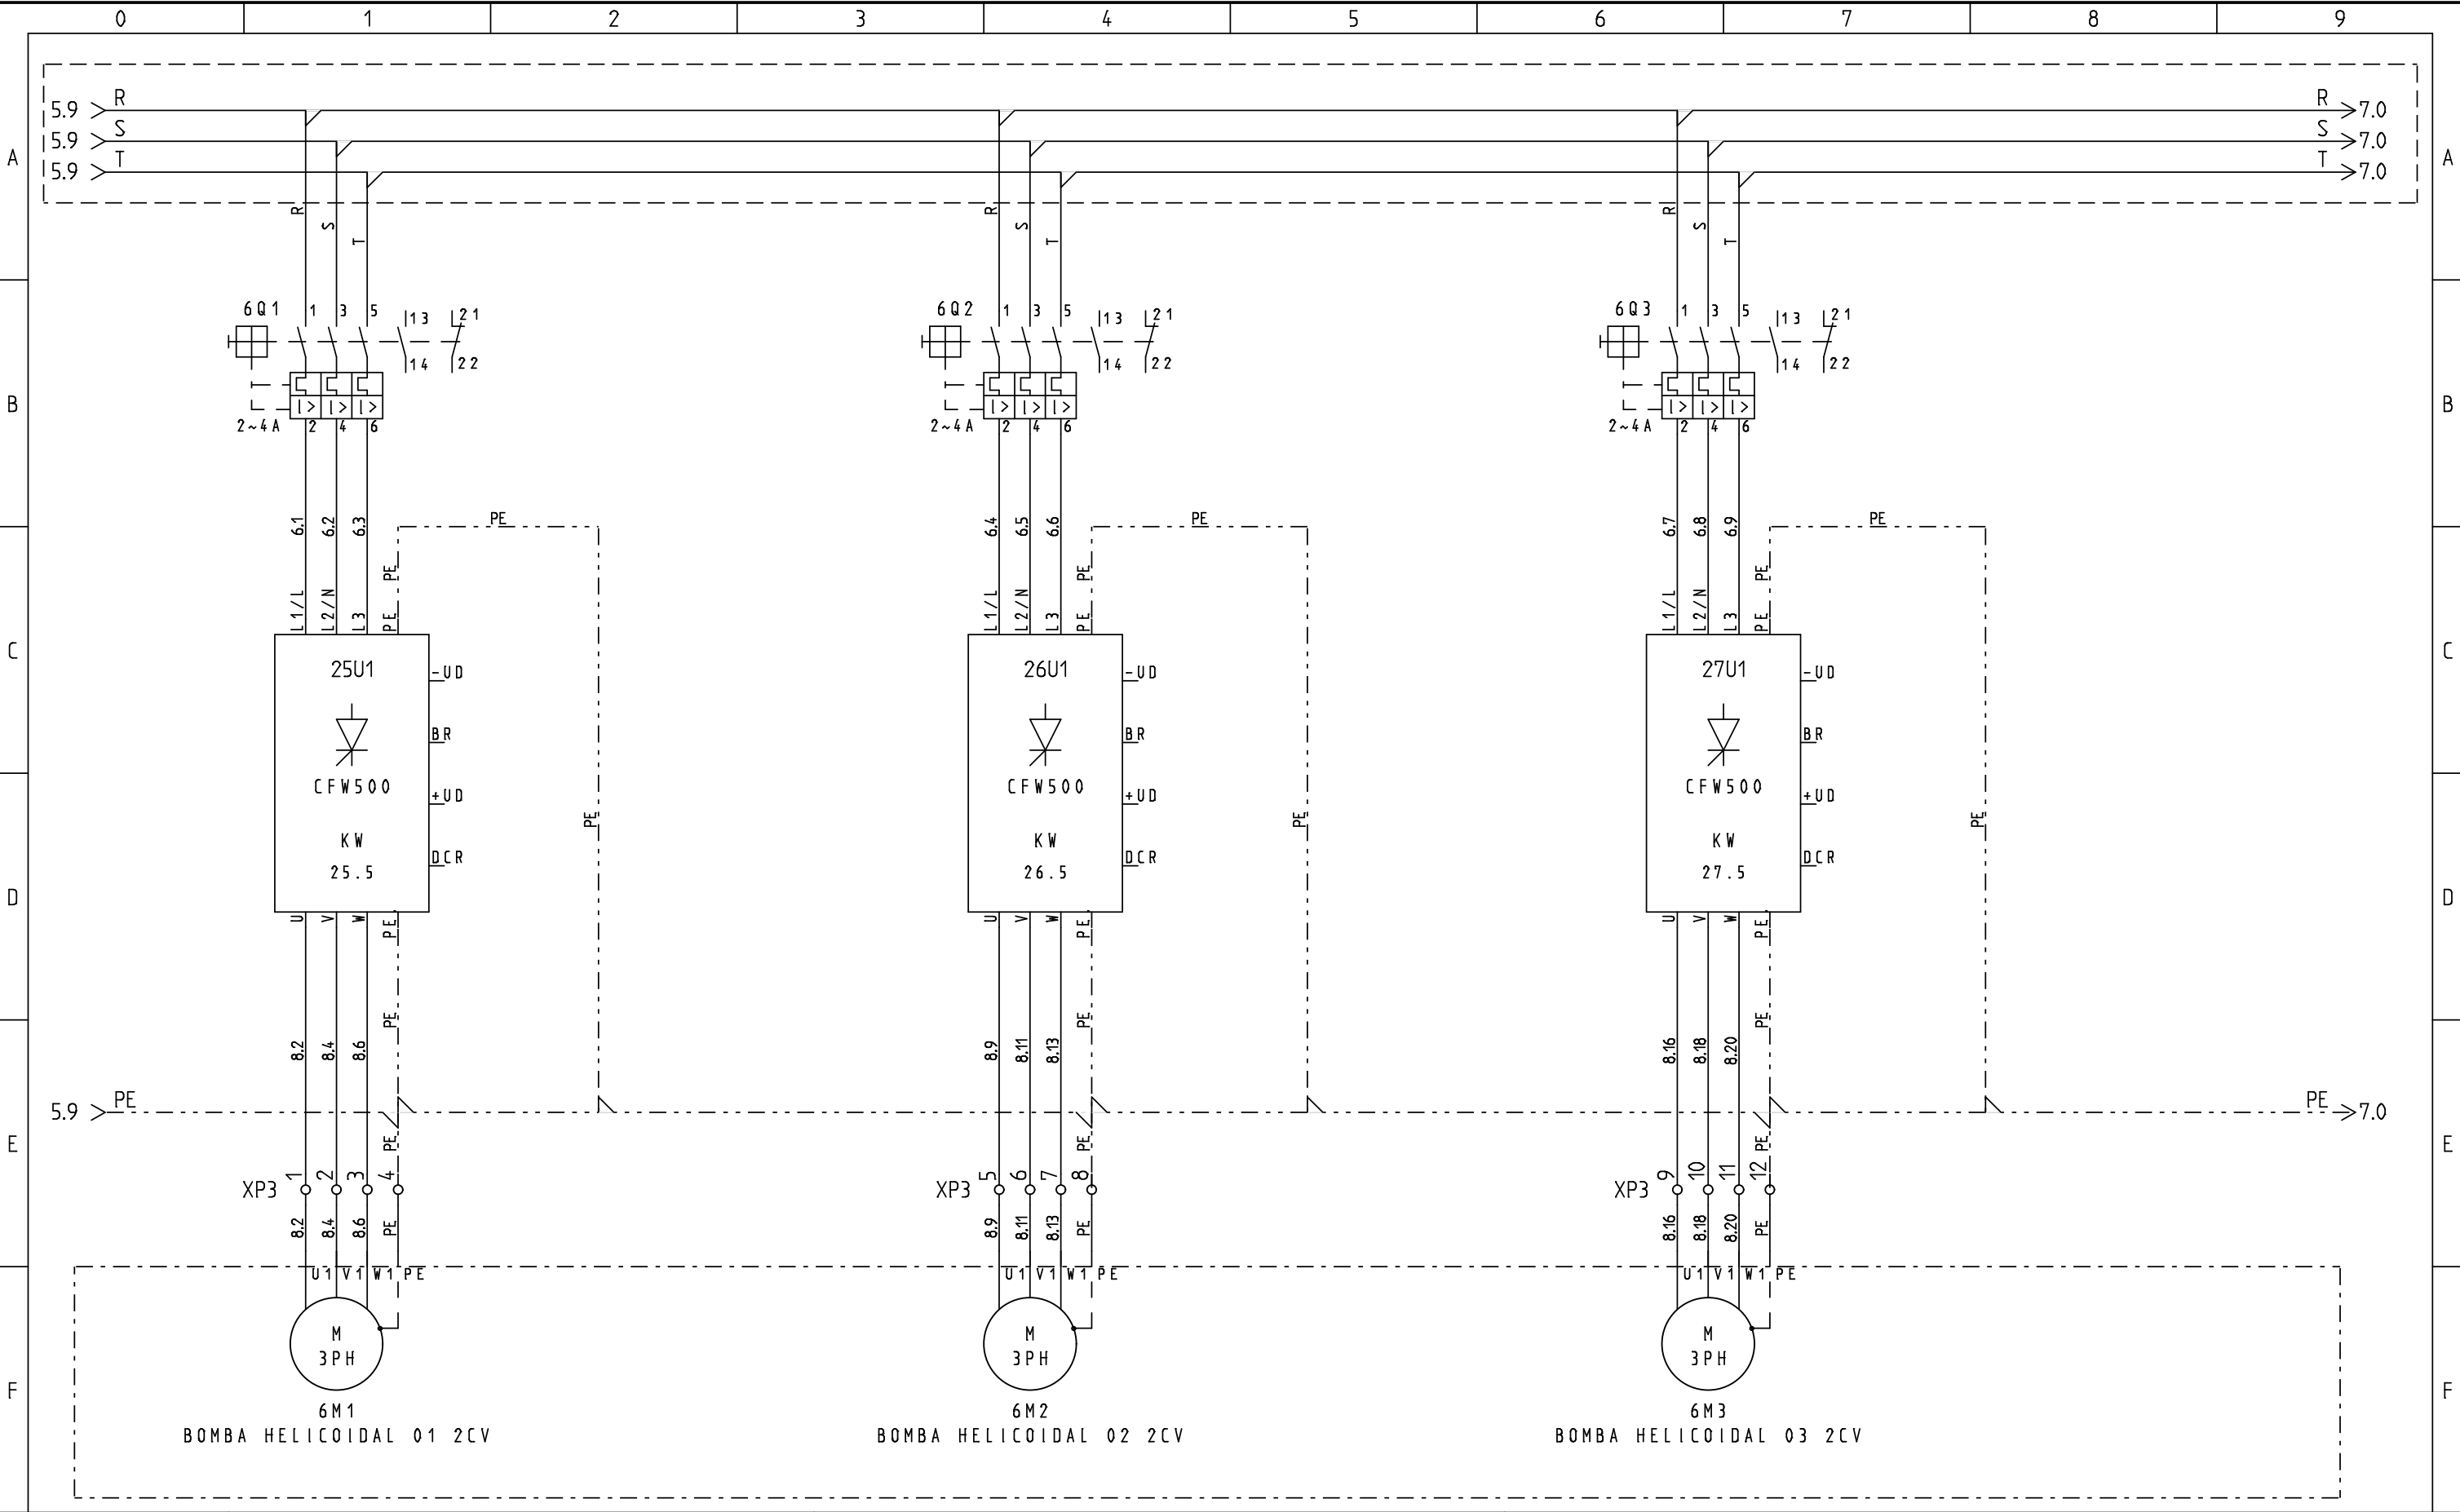 0 1 2 3 4 5 6 7 8 9
5.9 R R 7.0
5.9 S S 7.0
5.9 T T 7.0
A A
R S T R S T R S T
6Q1 1 3 5 13 21 6Q2 1 3 5 13 21 6Q3 1 3 5 13 21
14 22 14 22 14 22
I> I> I> I> I> I> I> I> I>
B B
2~4A 2 4 6 2~4A 2 4 6 2~4A 2 4 6
PE PE PE
6.1 6.2 6.3 6.4 6.5 6.6 6.7 6.8 6.9
PE PE PE
L1/L L2/N L3 PE L1/L L2/N L3 PE L1/L L2/N L3 PE
C C
25U1 -UD 26U1 -UD 27U1 -UD
BR BR BR
CFW500 +UD CFW500 +UD CFW500 +UD
PE PE PE
KW KW KW
25.5 DCR 26.5 DCR 27.5 DCR
D D
U V W PE U V W PE U V W PE
PE PE PE
8.2 8.4 8.6 8.9 8.11 8.13 8.16 8.18 8.20
5.9 PE PE 7.0
E E
PE PE PE
XP3 1 2 3 4 XP3 5 6 7 8 XP3 9 10 11 12
8.2 8.4 8.6 PE 8.9 8.11 8.13 PE 8.16 8.18 8.20 PE
U1 V1 W1 PE U1 V1 W1 PE U1 V1 W1 PE
M M M
3PH 3PH 3PH
F F
6M1 6M2 6M3
BOMBA HELICOIDAL 01 2CV BOMBA HELICOIDAL 02 2CV BOMBA HELICOIDAL 03 2CV